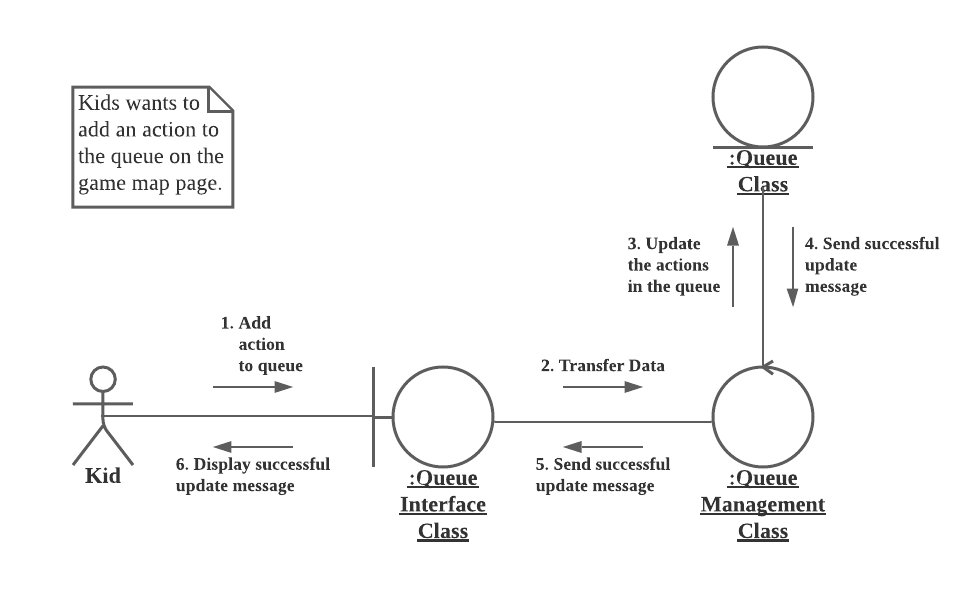 Kids wants to
add an action to
the queue on the
game map page.
:Queue
Class
3. Update
the actions
in the queue
4. Send successful
update
message
1. Add
action
to queue
2. Transfer Data
Kid
6. Display successful
update message
:Queue
Interface
Class
5. Send successful
update message
:Queue
Management
Class